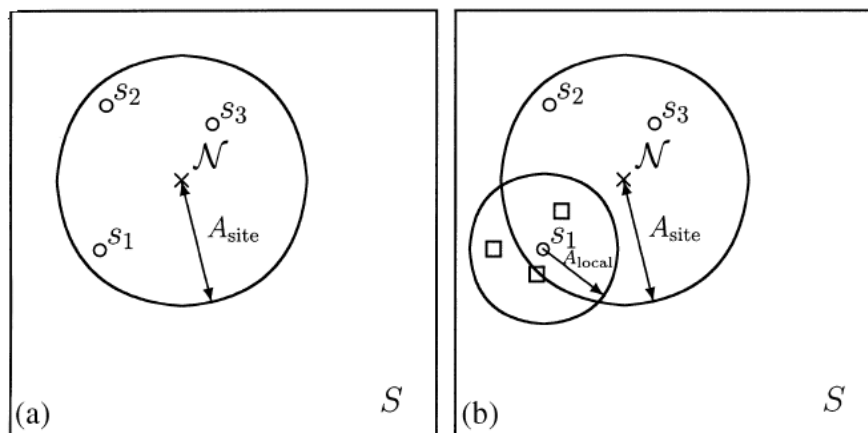 s₂
s₃
𝒩
s₁
A_site
(a)
S
s₂
s₃
𝒩
s₁
A_local
A_site
(b)
S